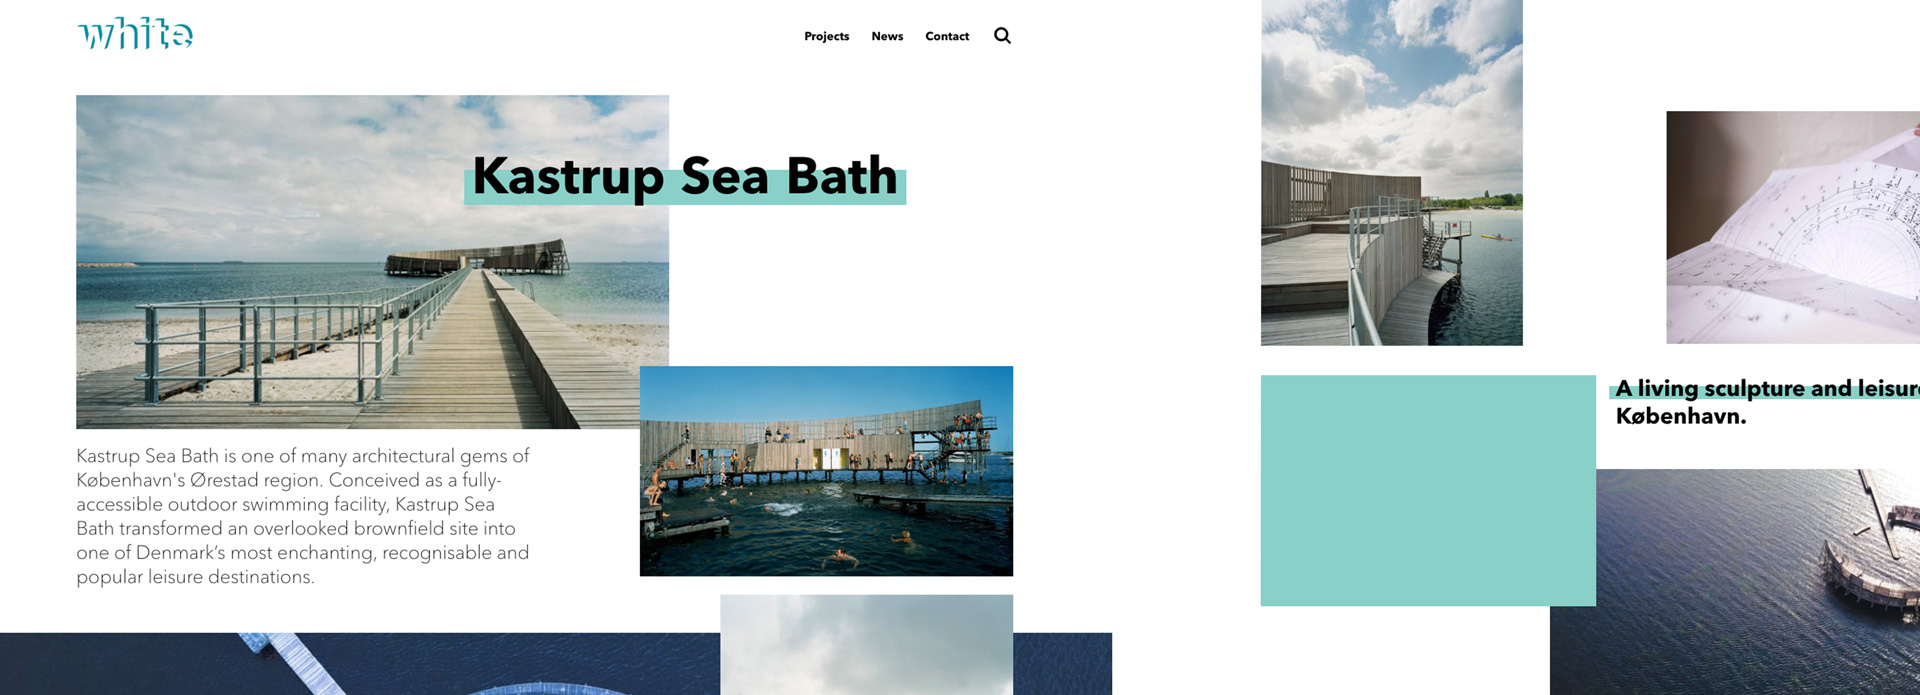 white
Projects News Contact
Kastrup Sea Bath
Kastrup Sea Bath is one of many architectural gems of
København's Ørestad region. Conceived as a fully-
accessible outdoor swimming facility, Kastrup Sea
Bath transformed an overlooked brownfield site into
one of Denmark’s most enchanting, recognisable and
popular leisure destinations.
A living sculpture and leisure
København.